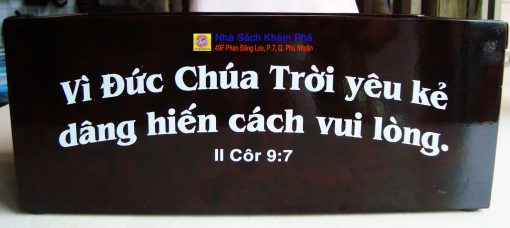 Nhà Sách Khám Phá
49F Phan Đăng Lưu, P.7, Q. Phú Nhuận
Vì Đức Chúa Trời yêu kẻ
dâng hiến cách vui lòng.
II Côr 9:7